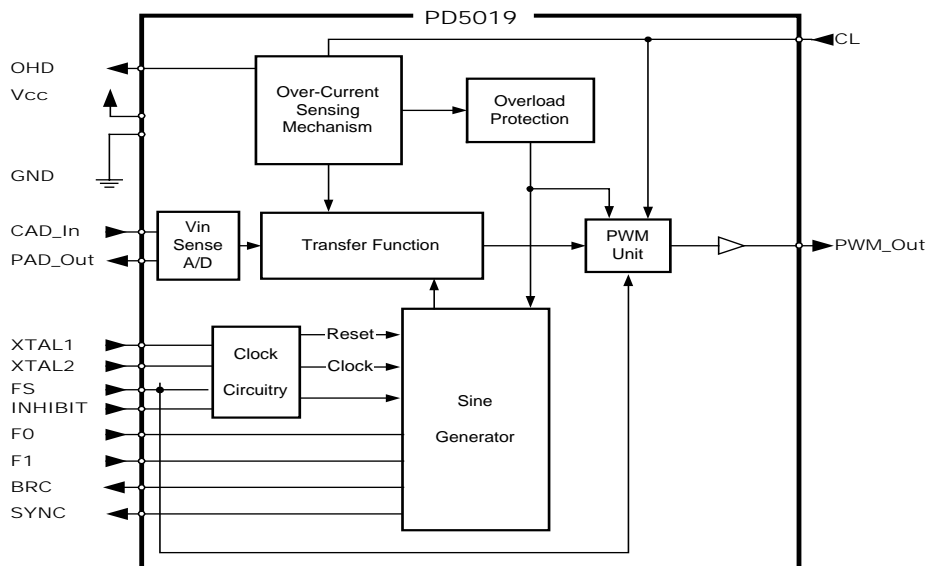 PD5019
CL
OHD
Vcc
Over-Current
Sensing
Mechanism
Overload
Protection
GND
CAD_In
PAD_Out
Vin
Sense
A/D
Transfer Function
PWM
Unit
PWM_Out
XTAL1
XTAL2
FS
INHIBIT
F0
F1
BRC
SYNC
Clock
Circuitry
Reset
Clock
Sine
Generator